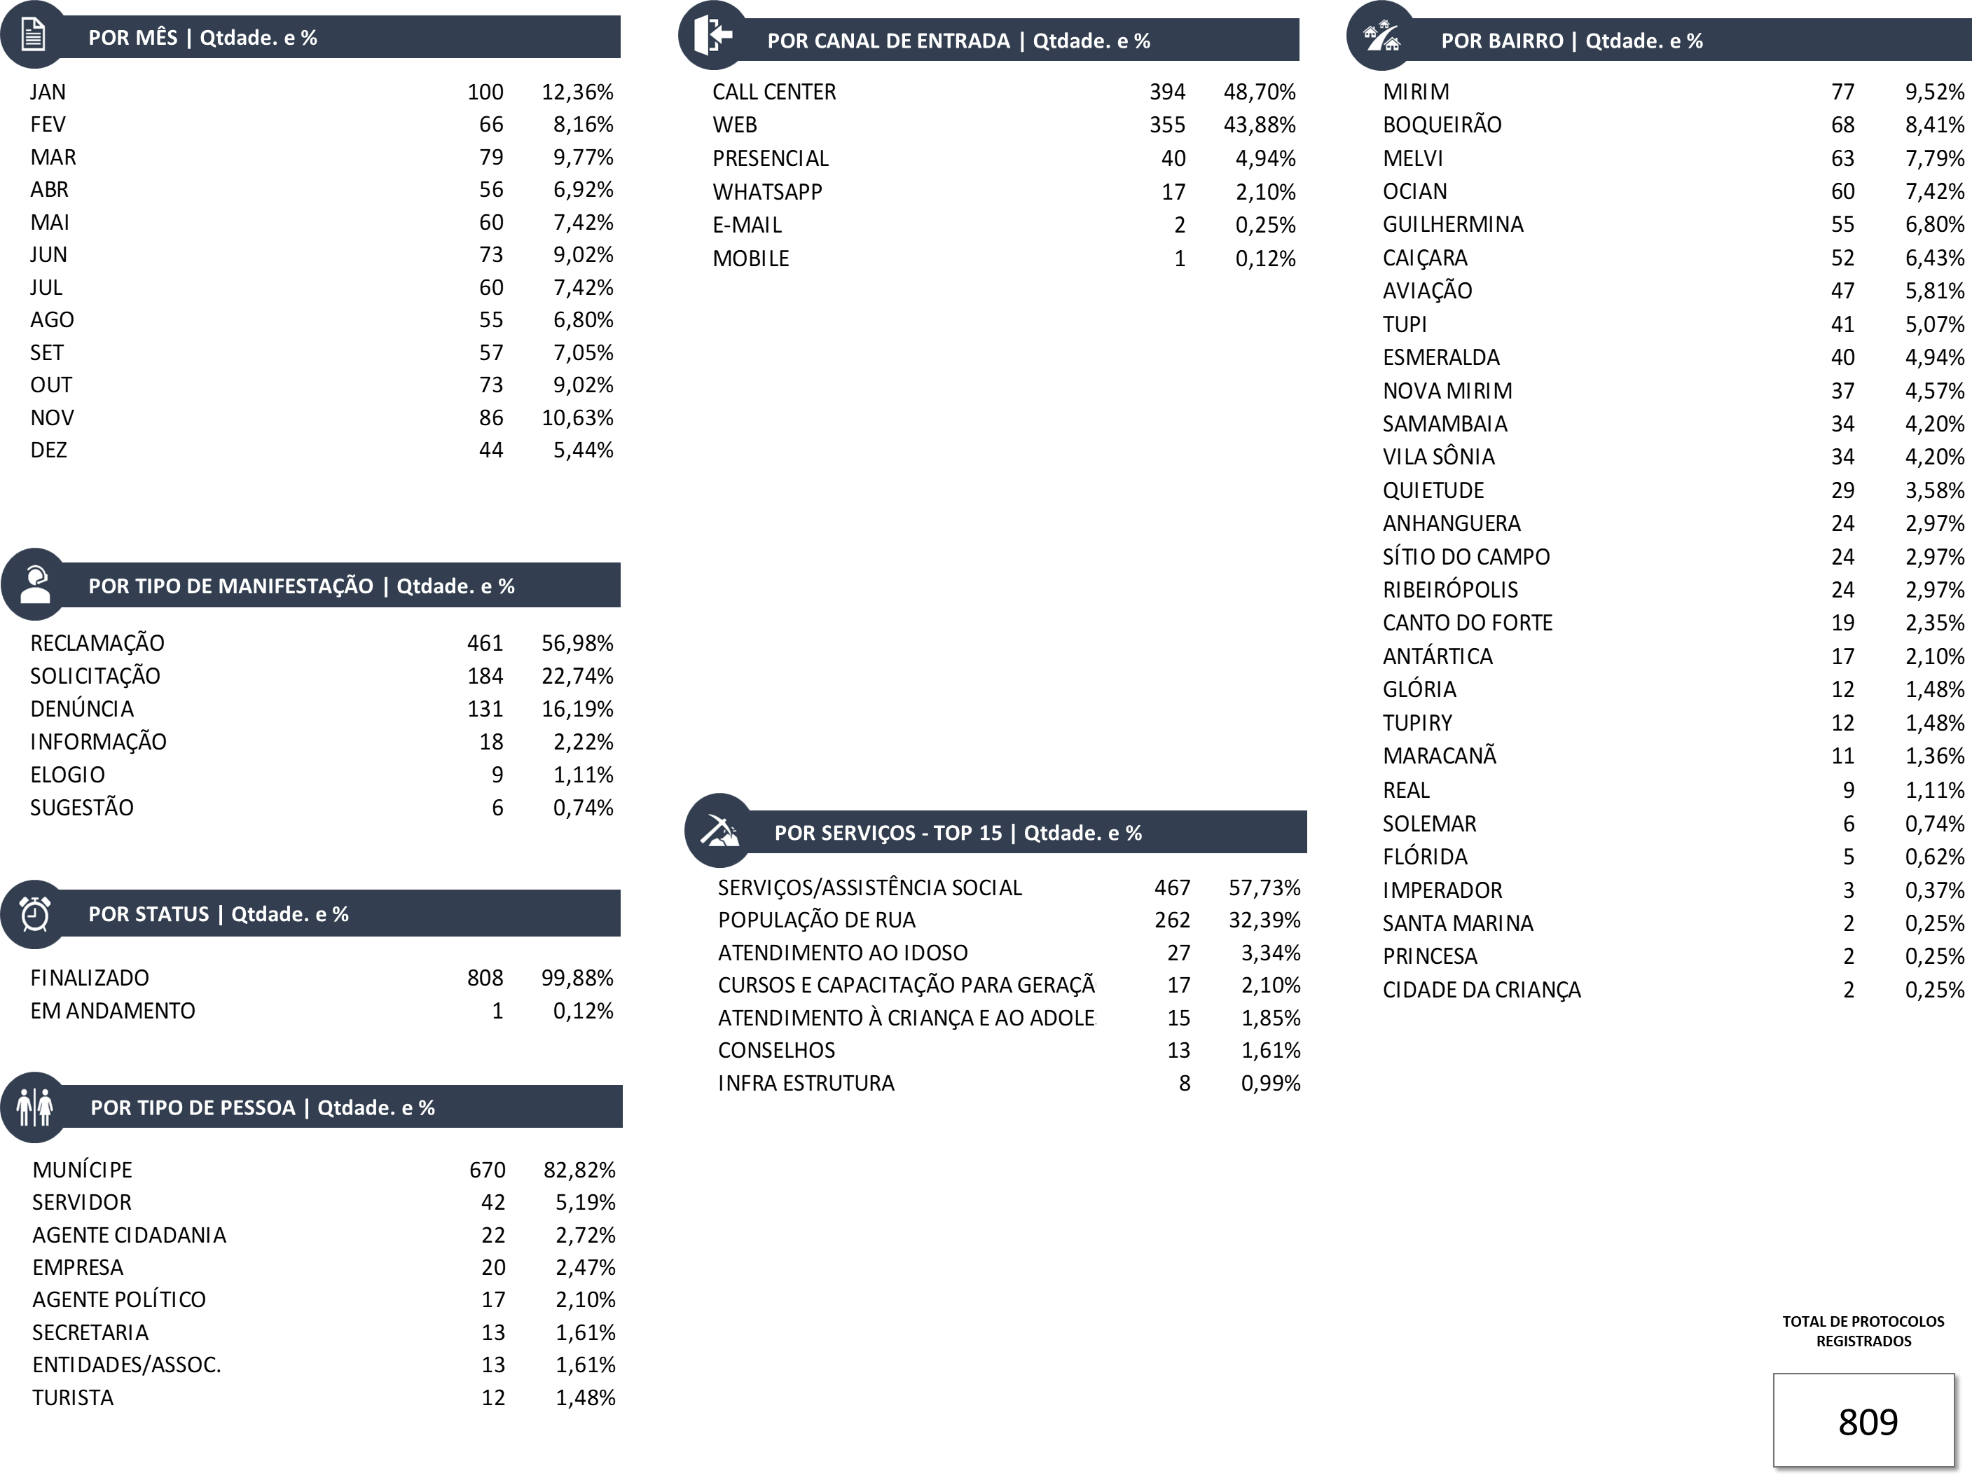 POR MÊS | Qtdade. e %
JAN 100 12,36%
FEV 66 8,16%
MAR 79 9,77%
ABR 56 6,92%
MAI 60 7,42%
JUN 73 9,02%
JUL 60 7,42%
AGO 55 6,80%
SET 57 7,05%
OUT 73 9,02%
NOV 86 10,63%
DEZ 44 5,44%
POR TIPO DE MANIFESTAÇÃO | Qtdade. e %
RECLAMAÇÃO 461 56,98%
SOLICITAÇÃO 184 22,74%
DENÚNCIA 131 16,19%
INFORMAÇÃO 18 2,22%
ELOGIO 9 1,11%
SUGESTÃO 6 0,74%
POR STATUS | Qtdade. e %
FINALIZADO 808 99,88%
EM ANDAMENTO 1 0,12%
POR TIPO DE PESSOA | Qtdade. e %
MUNÍCIPE 670 82,82%
SERVIDOR 42 5,19%
AGENTE CIDADANIA 22 2,72%
EMPRESA 20 2,47%
AGENTE POLÍTICO 17 2,10%
SECRETARIA 13 1,61%
ENTIDADES/ASSOC. 13 1,61%
TURISTA 12 1,48%
POR CANAL DE ENTRADA | Qtdade. e %
CALL CENTER 394 48,70%
WEB 355 43,88%
PRESENCIAL 40 4,94%
WHATSAPP 17 2,10%
E-MAIL 2 0,25%
MOBILE 1 0,12%
POR SERVIÇOS - TOP 15 | Qtdade. e %
SERVIÇOS/ASSISTÊNCIA SOCIAL 467 57,73%
POPULAÇÃO DE RUA 262 32,39%
ATENDIMENTO AO IDOSO 27 3,34%
CURSOS E CAPACITAÇÃO PARA GERAÇÃ 17 2,10%
ATENDIMENTO À CRIANÇA E AO ADOLE 15 1,85%
CONSELHOS 13 1,61%
INFRA ESTRUTURA 8 0,99%
POR BAIRRO | Qtdade. e %
MIRIM 77 9,52%
BOQUEIRÃO 68 8,41%
MELVI 63 7,79%
OCIAN 60 7,42%
GUILHERMINA 55 6,80%
CAIÇARA 52 6,43%
AVIAÇÃO 47 5,81%
TUPI 41 5,07%
ESMERALDA 40 4,94%
NOVA MIRIM 37 4,57%
SAMAMBAIA 34 4,20%
VILA SÔNIA 34 4,20%
QUIETUDE 29 3,58%
ANHANGUERA 24 2,97%
SÍTIO DO CAMPO 24 2,97%
RIBEIRÓPOLIS 24 2,97%
CANTO DO FORTE 19 2,35%
ANTÁRTICA 17 2,10%
GLÓRIA 12 1,48%
TUPIRY 12 1,48%
MARACANÃ 11 1,36%
REAL 9 1,11%
SOLEMAR 6 0,74%
FLÓRIDA 5 0,62%
IMPERADOR 3 0,37%
SANTA MARINA 2 0,25%
PRINCESA 2 0,25%
CIDADE DA CRIANÇA 2 0,25%
TOTAL DE PROTOCOLOS
REGISTRADOS
809